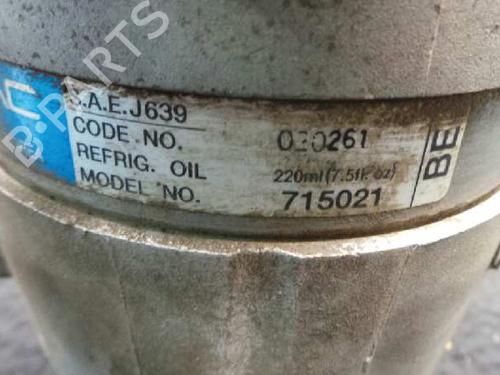 S.A.E.J639
CODE NO. 030261
REFRIG. OIL 220ml(7.5fl. oz)
MODEL NO. 715021
BE
B-PARTS